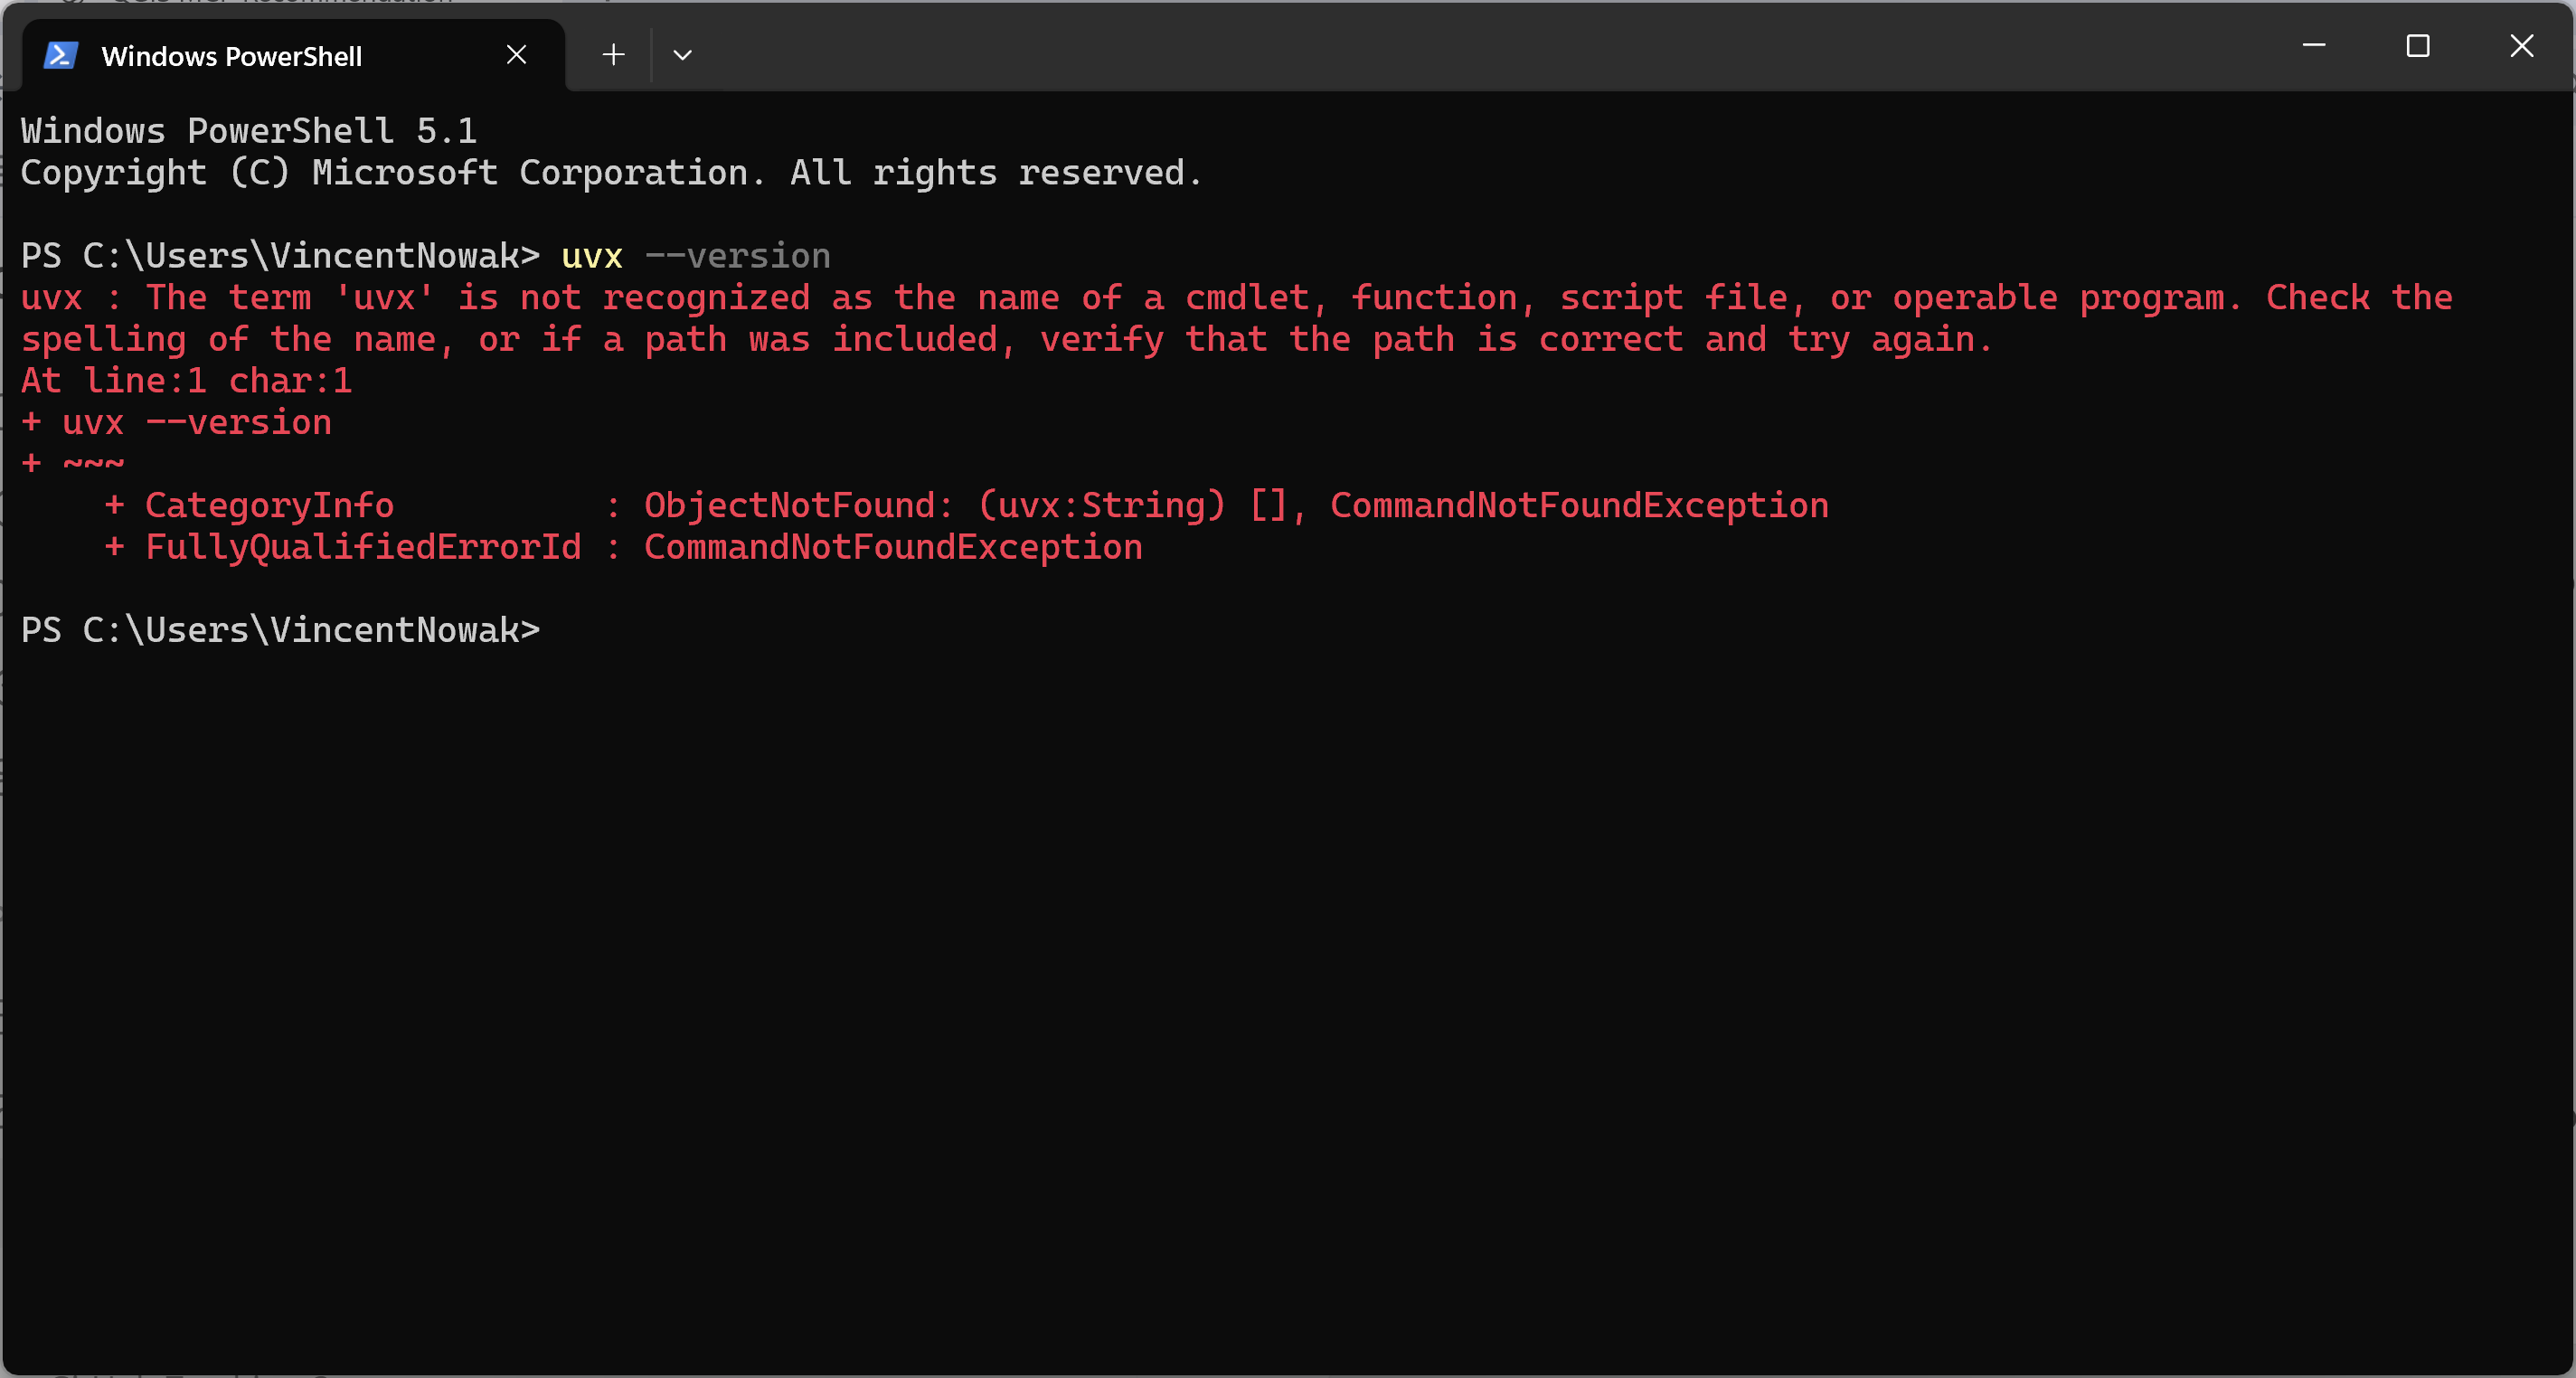 Windows PowerShell
Windows PowerShell 5.1
Copyright (C) Microsoft Corporation. All rights reserved.
PS C:\Users\VincentNowak> uvx --version
uvx : The term 'uvx' is not recognized as the name of a cmdlet, function, script file, or operable program. Check the
spelling of the name, or if a path was included, verify that the path is correct and try again.
At line:1 char:1
+ uvx --version
+ ~~~
    + CategoryInfo          : ObjectNotFound: (uvx:String) [], CommandNotFoundException
    + FullyQualifiedErrorId : CommandNotFoundException
PS C:\Users\VincentNowak>